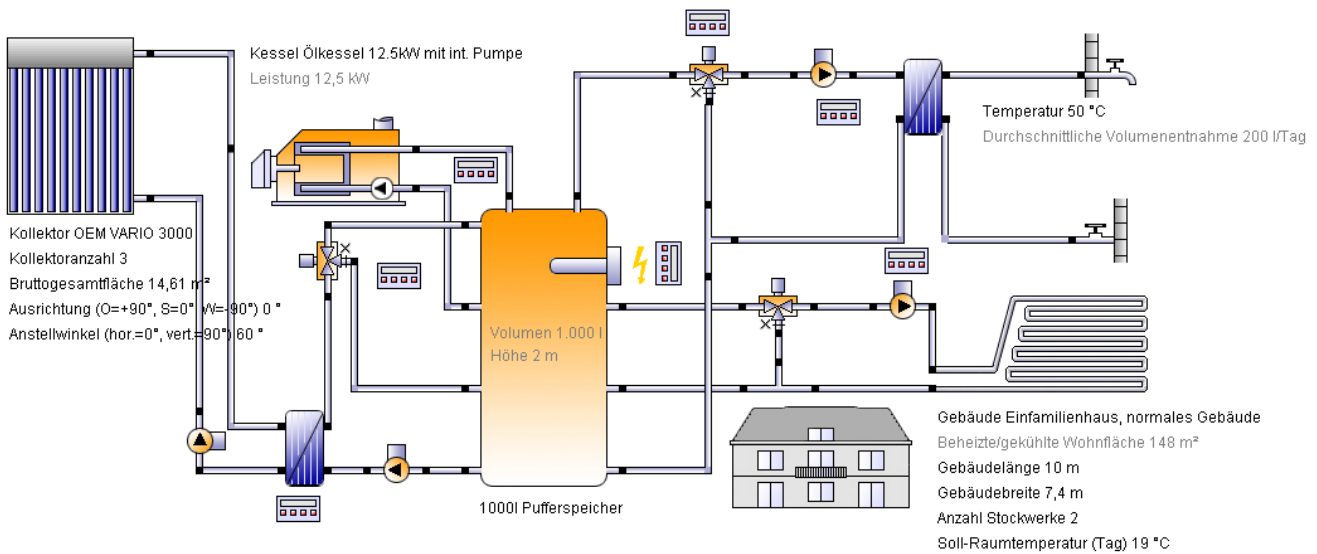 Kessel Ölkessel 12.5kW mit int. Pumpe
Leistung 12,5 kW
Temperatur 50 °C
Durchschnittliche Volumenentnahme 200 l/Tag
Kollektor OEM VARIO 3000
Kollektoranzahl 3
Bruttogesamtfläche 14,61 m²
Ausrichtung (O=+90°, S=0°, W=-90°) 0 °
Anstellwinkel (hor.=0°, vert.=90°) 60 °
Volumen 1.000 l
Höhe 2 m
1000l Pufferspeicher
Gebäude Einfamilienhaus, normales Gebäude
Beheizte/gekühlte Wohnfläche 148 m²
Gebäudelänge 10 m
Gebäudebreite 7,4 m
Anzahl Stockwerke 2
Soll-Raumtemperatur (Tag) 19 °C